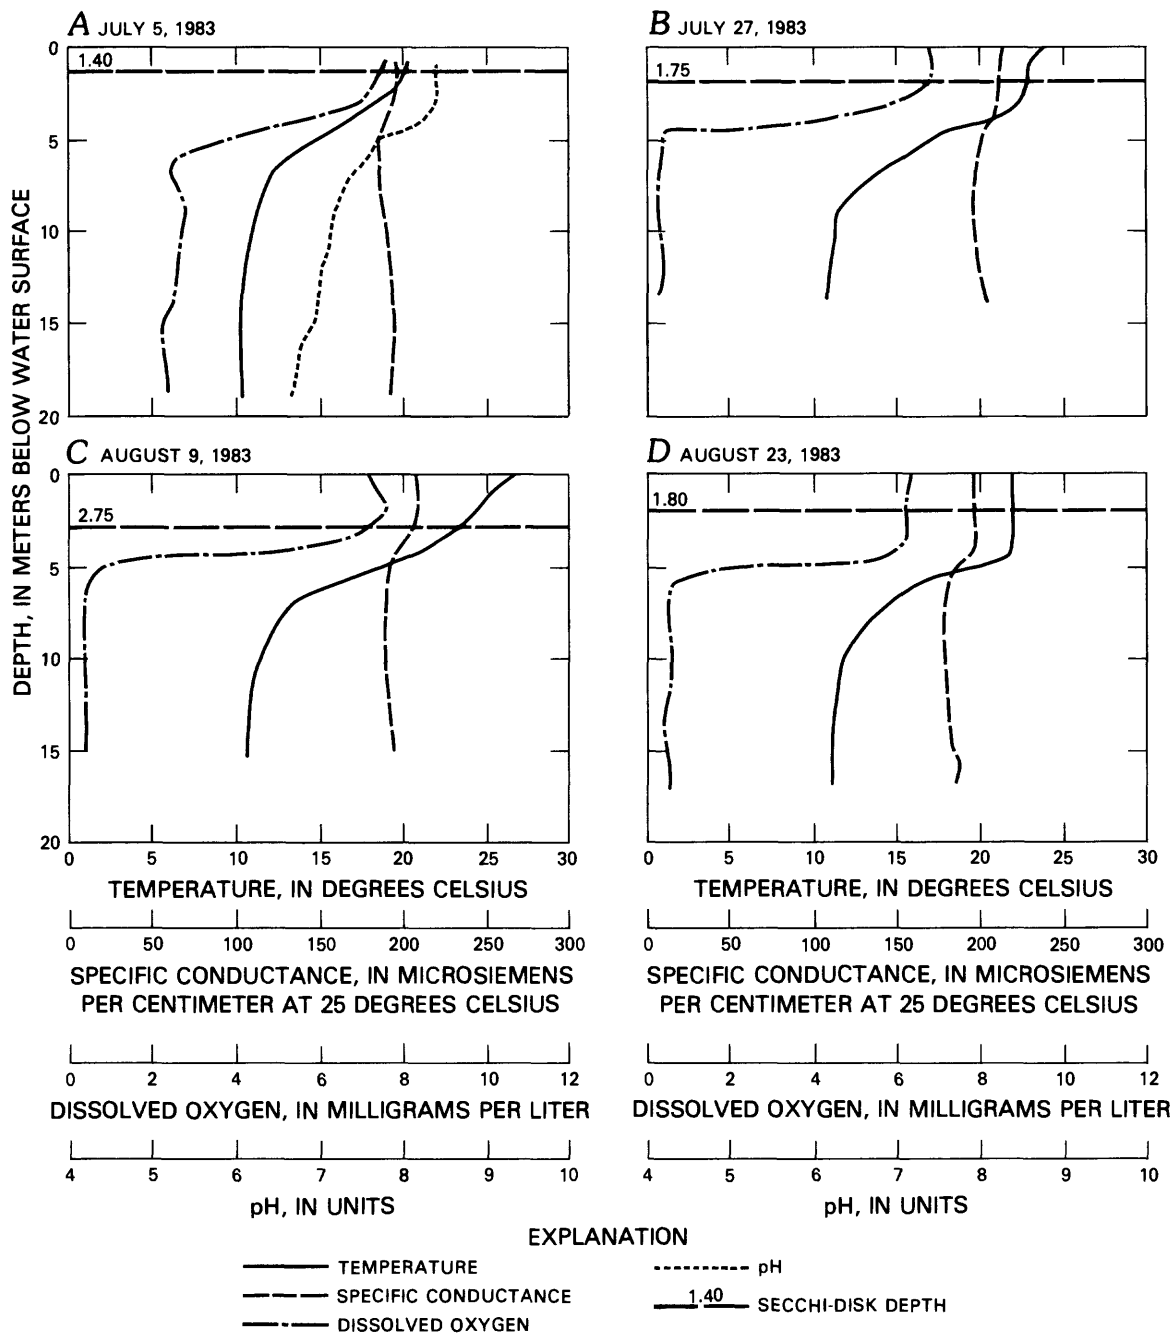 A JULY 5, 1983
B JULY 27, 1983
0
1.40
1.75
5
10
15
20
DEPTH, IN METERS BELOW WATER SURFACE
C AUGUST 9, 1983
D AUGUST 23, 1983
0
2.75
1.80
5
10
15
20
0 5 10 15 20 25 30
0 5 10 15 20 25 30
TEMPERATURE, IN DEGREES CELSIUS
TEMPERATURE, IN DEGREES CELSIUS
0 50 100 150 200 250 300
0 50 100 150 200 250 300
SPECIFIC CONDUCTANCE, IN MICROSIEMENS
PER CENTIMETER AT 25 DEGREES CELSIUS
SPECIFIC CONDUCTANCE, IN MICROSIEMENS
PER CENTIMETER AT 25 DEGREES CELSIUS
0 2 4 6 8 10 12
0 2 4 6 8 10 12
DISSOLVED OXYGEN, IN MILLIGRAMS PER LITER
DISSOLVED OXYGEN, IN MILLIGRAMS PER LITER
4 5 6 7 8 9 10
4 5 6 7 8 9 10
pH, IN UNITS
pH, IN UNITS
EXPLANATION
TEMPERATURE
SPECIFIC CONDUCTANCE
DISSOLVED OXYGEN
pH
1.40 SECCHI-DISK DEPTH